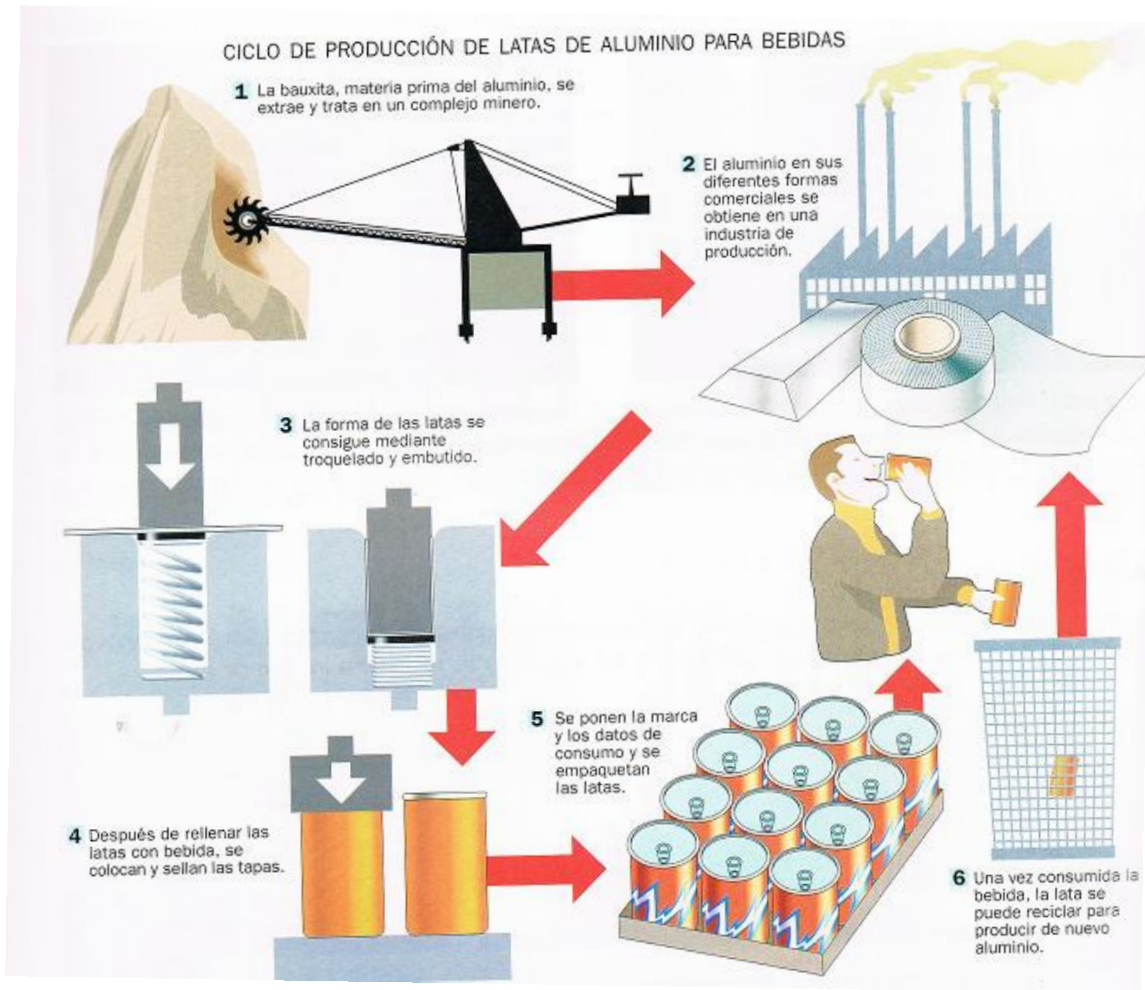 CICLO DE PRODUCCIÓN DE LATAS DE ALUMINIO PARA BEBIDAS
1 La bauxita, materia prima del aluminio, se
extrae y trata en un complejo minero.
2 El aluminio en sus
diferentes formas
comerciales se
obtiene en una
industria de
producción.
3 La forma de las latas se
consigue mediante
troquelado y embutido.
4 Después de rellenar las
latas con bebida, se
colocan y sellan las tapas.
5 Se ponen la marca
y los datos de
consumo y se
empaquetan
las latas.
6 Una vez consumida la
bebida, la lata se
puede reciclar para
producir de nuevo
aluminio.